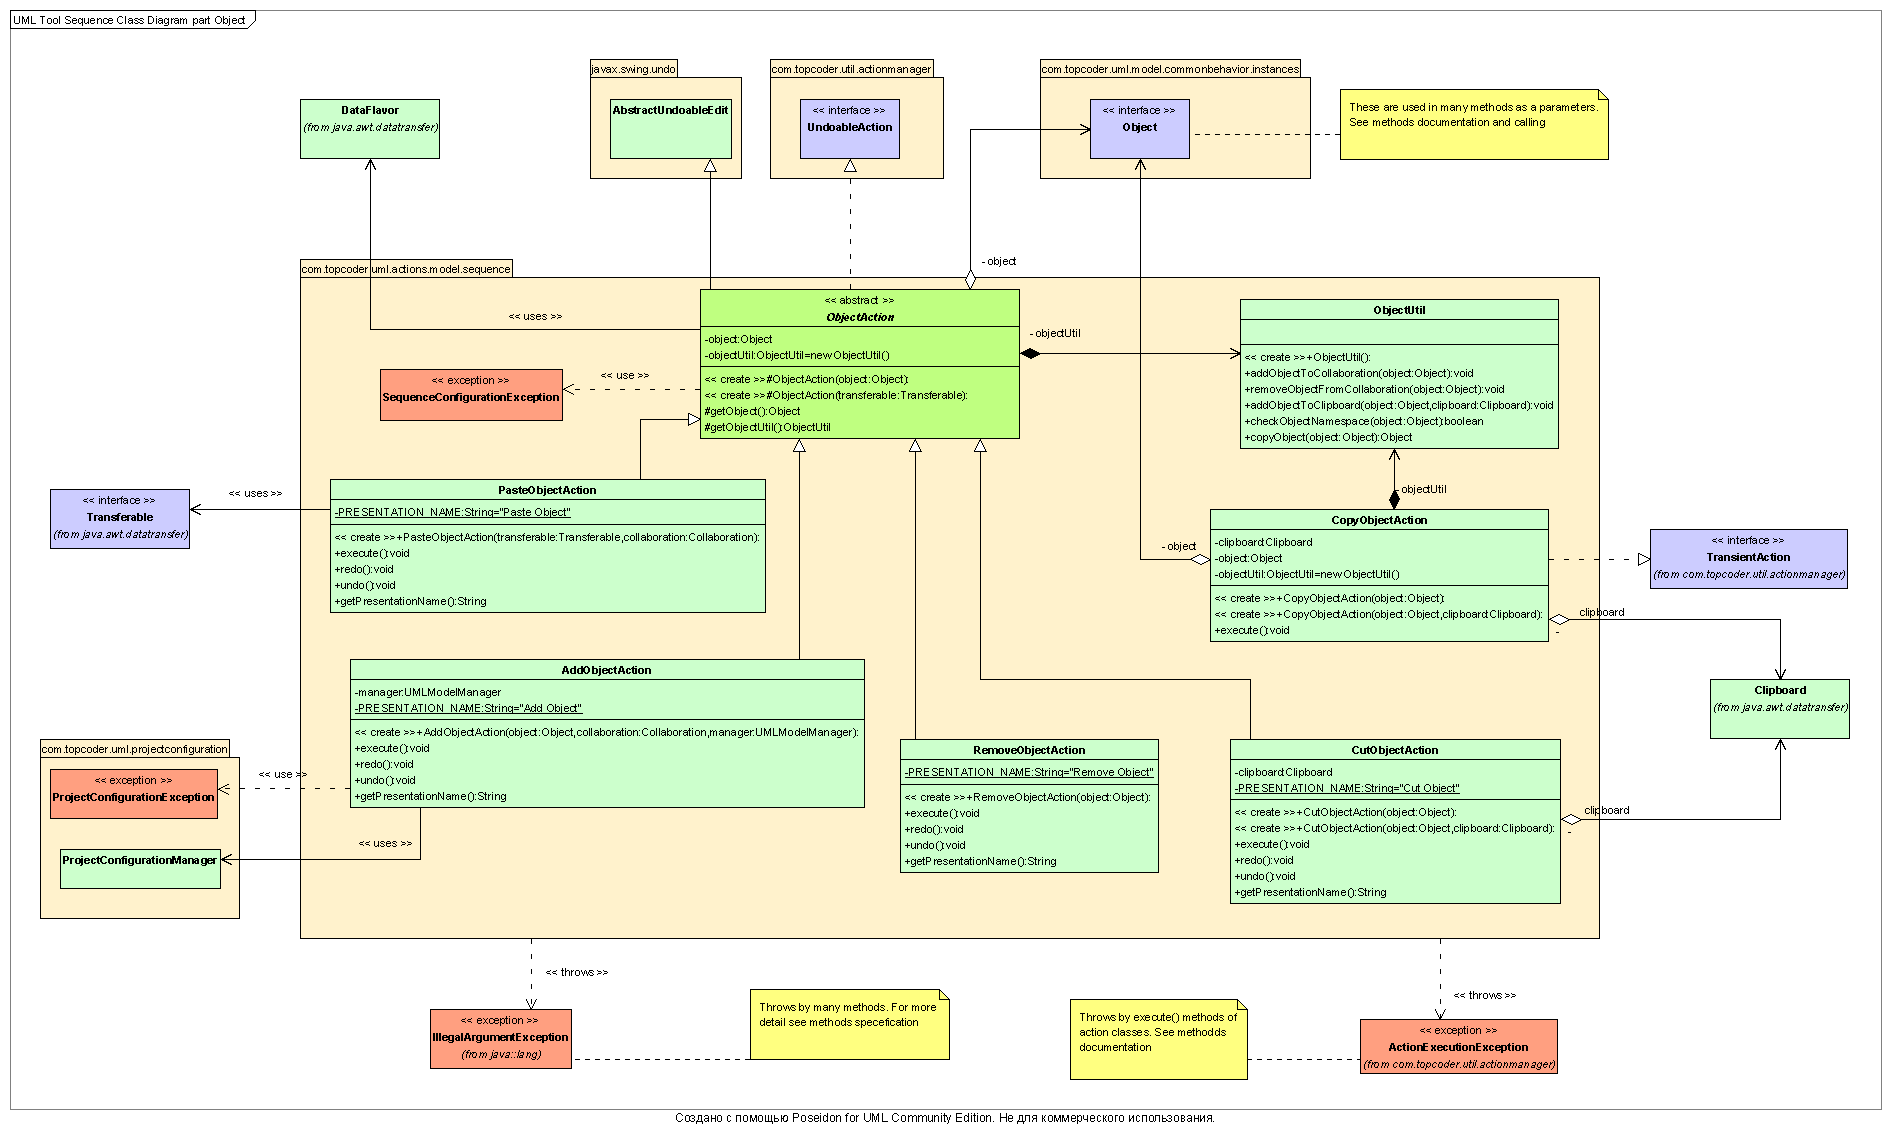 UML Tool Sequence Class Diagram part Object
javax.swing.undo
AbstractUndoableEdit
com.topcoder.util.actionmanager
<< interface >>
UndoableAction
com.topcoder.uml.model.commonbehavior.instances
<< interface >>
Object
These are used in many methods as a parameters.
See methods documentation and calling
DataFlavor
(from java.awt.datatransfer)
- object
com.topcoder.uml.actions.model.sequence
<< uses >>
<< abstract >>
ObjectAction
-object:Object
-objectUtil:ObjectUtil=new ObjectUtil()
<< create >>#ObjectAction(object:Object):
<< create >>#ObjectAction(transferable:Transferable):
#getObject():Object
#getObjectUtil():ObjectUtil
- objectUtil
ObjectUtil
<< create >>+ObjectUtil():
+addObjectToCollaboration(object:Object):void
+removeObjectFromCollaboration(object:Object):void
+addObjectToClipboard(object:Object,clipboard:Clipboard):void
+checkObjectNamespace(object:Object):boolean
+copyObject(object:Object):Object
<< use >>
<< exception >>
SequenceConfigurationException
<< uses >>
<< interface >>
Transferable
(from java.awt.datatransfer)
PasteObjectAction
-PRESENTATION_NAME:String="Paste Object"
<< create >>+PasteObjectAction(transferable:Transferable,collaboration:Collaboration):
+execute():void
+redo():void
+undo():void
+getPresentationName():String
- objectUtil
- object
CopyObjectAction
-clipboard:Clipboard
-object:Object
-objectUtil:ObjectUtil=new ObjectUtil()
<< create >>+CopyObjectAction(object:Object):
<< create >>+CopyObjectAction(object:Object,clipboard:Clipboard):
+execute():void
<< interface >>
TransientAction
(from com.topcoder.util.actionmanager)
clipboard
-
Clipboard
(from java.awt.datatransfer)
AddObjectAction
-manager:UMLModelManager
-PRESENTATION_NAME:String="Add Object"
<< create >>+AddObjectAction(object:Object,collaboration:Collaboration,manager:UMLModelManager):
+execute():void
+redo():void
+undo():void
+getPresentationName():String
com.topcoder.uml.projectconfiguration
<< exception >>
ProjectConfigurationException
<< use >>
ProjectConfigurationManager
<< uses >>
RemoveObjectAction
-PRESENTATION_NAME:String="Remove Object"
<< create >>+RemoveObjectAction(object:Object):
+execute():void
+redo():void
+undo():void
+getPresentationName():String
CutObjectAction
-clipboard:Clipboard
-PRESENTATION_NAME:String="Cut Object"
<< create >>+CutObjectAction(object:Object):
<< create >>+CutObjectAction(object:Object,clipboard:Clipboard):
+execute():void
+redo():void
+undo():void
+getPresentationName():String
clipboard
-
<< throws >>
<< exception >>
IllegalArgumentException
(from java::lang)
Throws by many methods. For more
detail see methods specefication
Throws by execute() methods of
action classes. See methodds
documentation
<< throws >>
<< exception >>
ActionExecutionException
(from com.topcoder.util.actionmanager)
Создано с помощью Poseidon for UML Community Edition. Не для коммерческого использования.